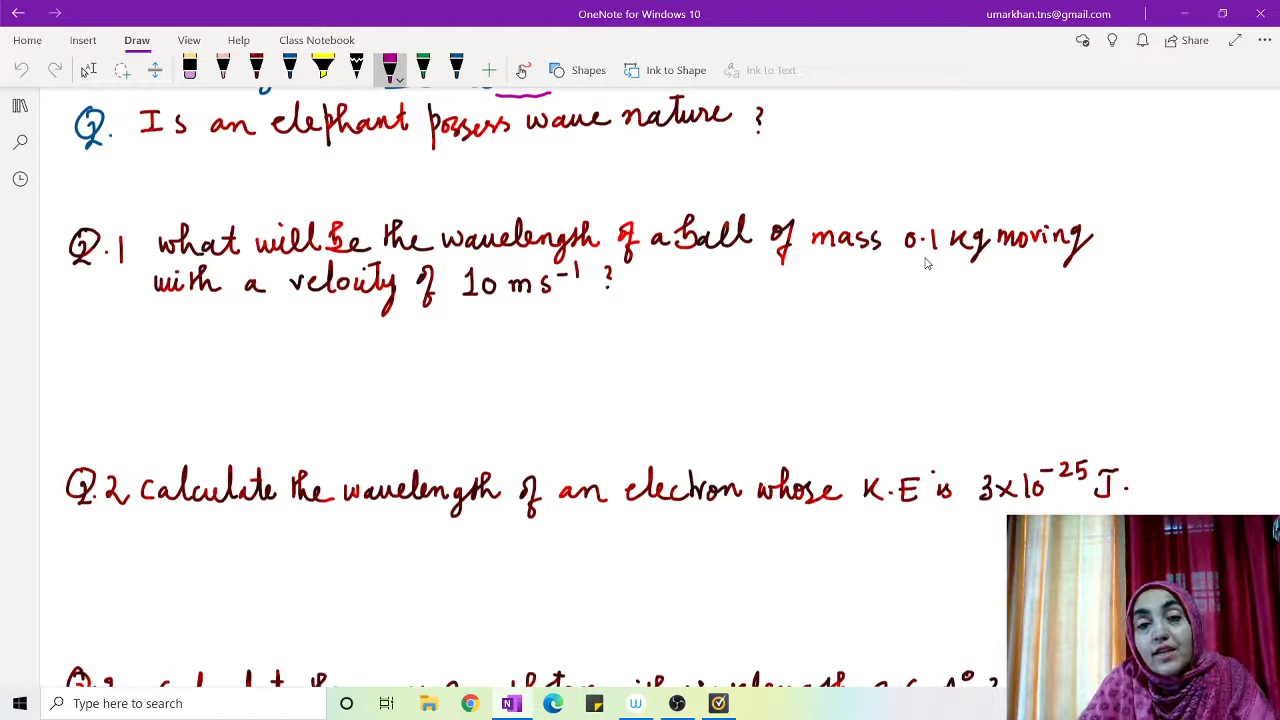 OneNote for Windows 10
umarkhan.tns@gmail.com
Home Insert Draw View Help Class Notebook
Share
Shapes Ink to Shape Ink to Text
Q. Is an elephant possess wave nature ?
Q.1 what will be the wavelength of a ball of mass 0.1 kg moving
with a velocity of 10 m s⁻¹ ?
Q.2 Calculate the wavelength of an electron whose K.E is 3×10⁻²⁵ J.
Type here to search